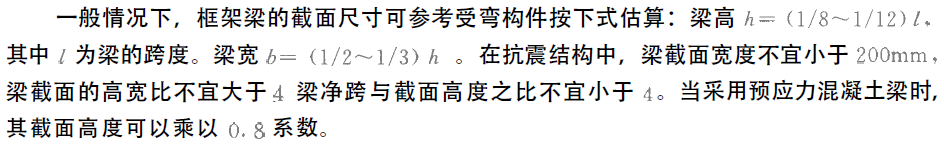 一般情况下，框架梁的截面尺寸可参考受弯构件按下式估算：梁高 h=（1/8～1/12）l，
其中 l 为梁的跨度。梁宽 b=（1/2～1/3）h 。在抗震结构中，梁截面宽度不宜小于 200mm，
梁截面的高宽比不宜大于 4 梁净跨与截面高度之比不宜小于 4。当采用预应力混凝土梁时，
其截面高度可以乘以 0.8 系数。